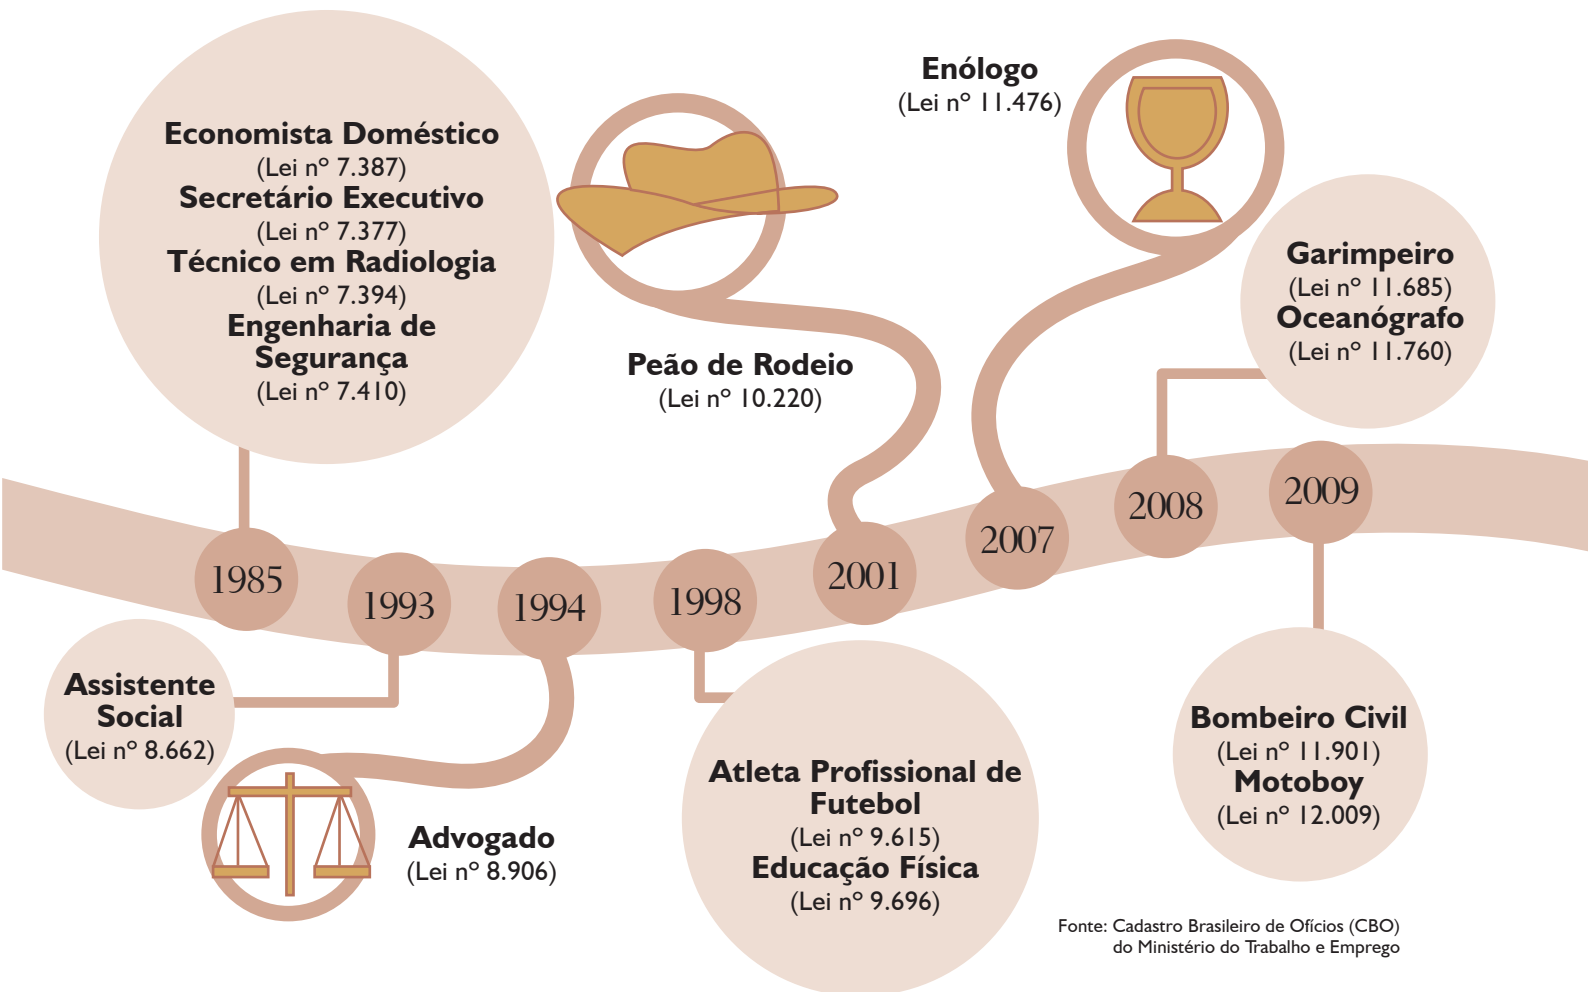 Economista Doméstico
(Lei nº 7.387)
Secretário Executivo
(Lei nº 7.377)
Técnico em Radiologia
(Lei nº 7.394)
Engenharia de
Segurança
(Lei nº 7.410)
Peão de Rodeio
(Lei nº 10.220)
Enólogo
(Lei nº 11.476)
Garimpeiro
(Lei nº 11.685)
Oceanógrafo
(Lei nº 11.760)
1985
1993
1994
1998
2001
2007
2008
2009
Assistente
Social
(Lei nº 8.662)
Advogado
(Lei nº 8.906)
Atleta Profissional de
Futebol
(Lei nº 9.615)
Educação Física
(Lei nº 9.696)
Bombeiro Civil
(Lei nº 11.901)
Motoboy
(Lei nº 12.009)
Fonte: Cadastro Brasileiro de Ofícios (CBO)
do Ministério do Trabalho e Emprego